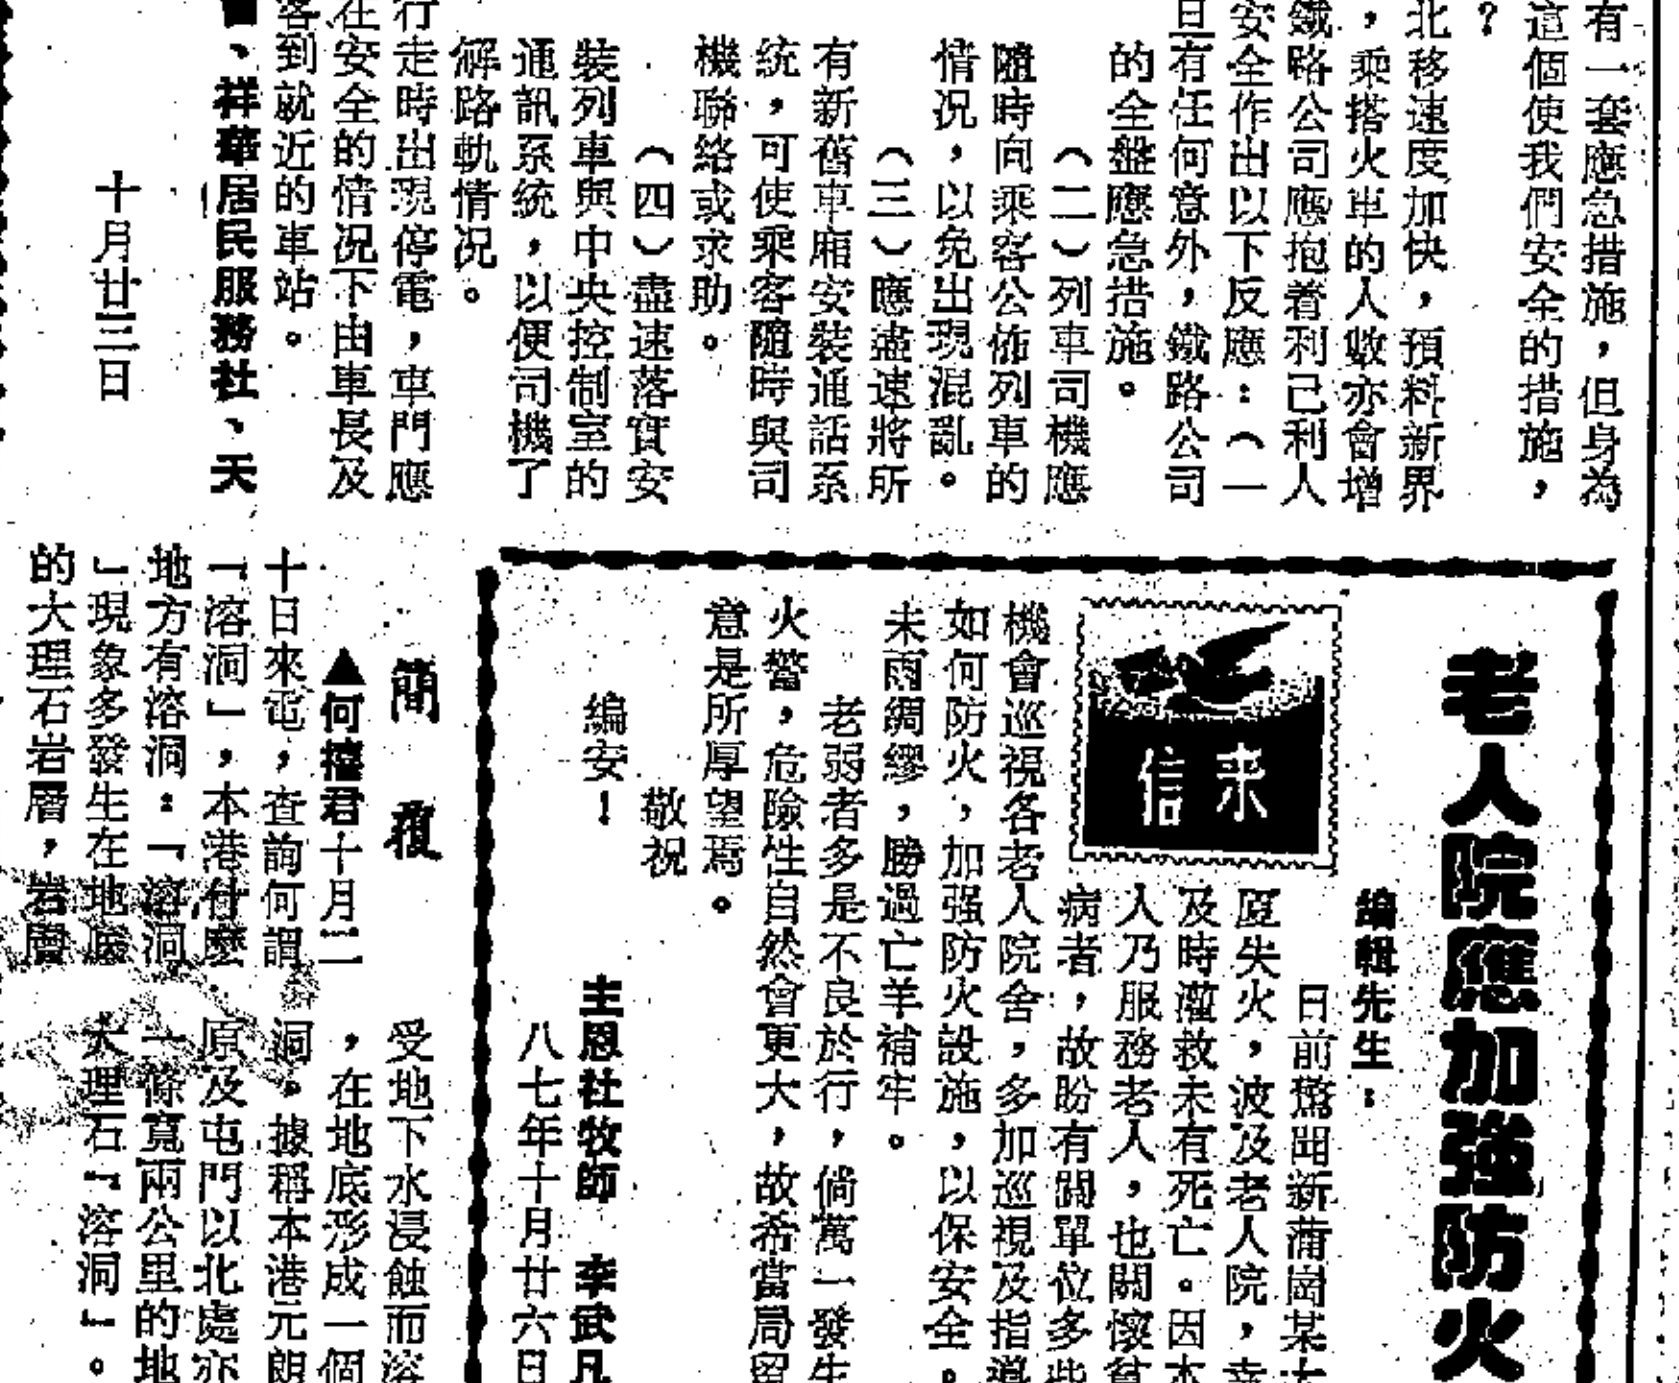 有一套應急措施，但身為
這個使我們安全的措施，
？
北移速度加快，預料新界
，乘搭火車的人數亦會增
鐵路公司應抱着利己利人
安全作出以下反應：（一
旦有任何意外，鐵路公司
的全盤應急措施。
（二）列車司機應
隨時向乘客公佈列車的
情况，以免出現混亂。
（三）應盡速將所
有新舊車廂安裝通話系
統，可使乘客隨時與司
機聯絡或求助。
（四）盡速落實安
裝列車與中央控制室的
通訊系統，以便司機了
解路軌情况。
行走時出現停電，車門應
在安全的情况下由車長及
客到就近的車站。
、祥華居民服務社、天
十月廿三日
老人院應加強防火
來信
編輯先生：
日前驚聞新蒲崗某大
厦失火，波及老人院，幸
及時灌救未有死亡。因本
人乃服務老人，也關懷貧
病者，故盼有關單位多些
機會巡視各老人院舍，多加巡視及指導
如何防火，加强防火設施，以保安全。
未雨綢繆，勝過亡羊補牢。
老弱者多是不良於行，倘萬一發生
火警，危險性自然會更大，故希當局留
意是所厚望焉。
敬祝
編安！
主恩社牧師　李武凡
八七年十月廿六日
簡覆
▲何擡君十月二
十日來電，查詢何謂
「溶洞」，本港什麼
地方有溶洞：「溶洞
」現象多發生在地底
的大理石岩層，岩層
受地下水浸蝕而溶
，在地底形成一個
洞。據稱本港元朗
原及屯門以北處亦
一條寬兩公里的地
大理石「溶洞」。